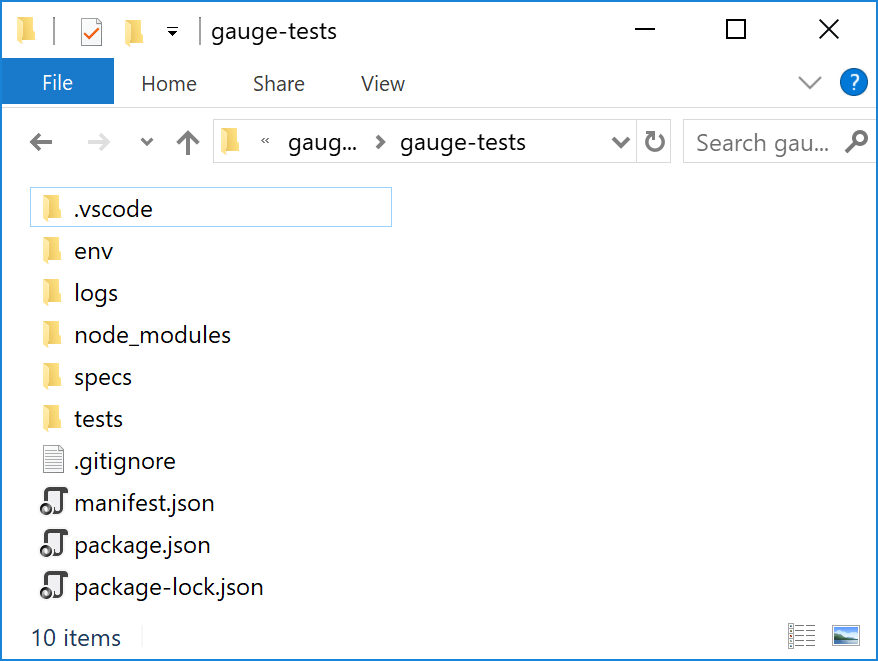 gauge-tests
File Home Share View ?
« gaug... > gauge-tests Search gau...
.vscode
env
logs
node_modules
specs
tests
.gitignore
manifest.json
package.json
package-lock.json
10 items